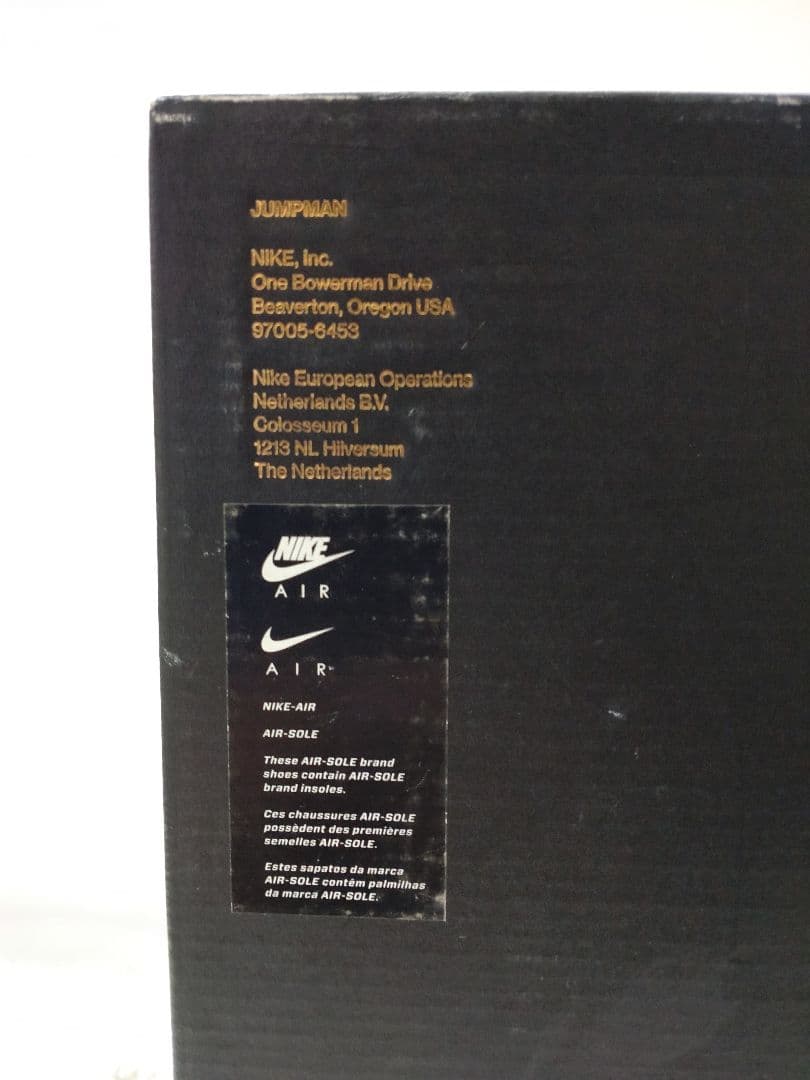 JUMPMAN
NIKE, Inc.
One Bowerman Drive
Beaverton, Oregon USA
97005-6453
Nike European Operations
Netherlands B.V.
Colosseum 1
1213 NL Hilversum
The Netherlands
NIKE
AIR
AIR
NIKE-AIR
AIR-SOLE
These AIR-SOLE brand
shoes contain AIR-SOLE
brand insoles.
Ces chaussures AIR-SOLE
possèdent des premières
semelles AIR-SOLE.
Estes sapatos da marca
AIR-SOLE contêm palmilhas
da marca AIR-SOLE.